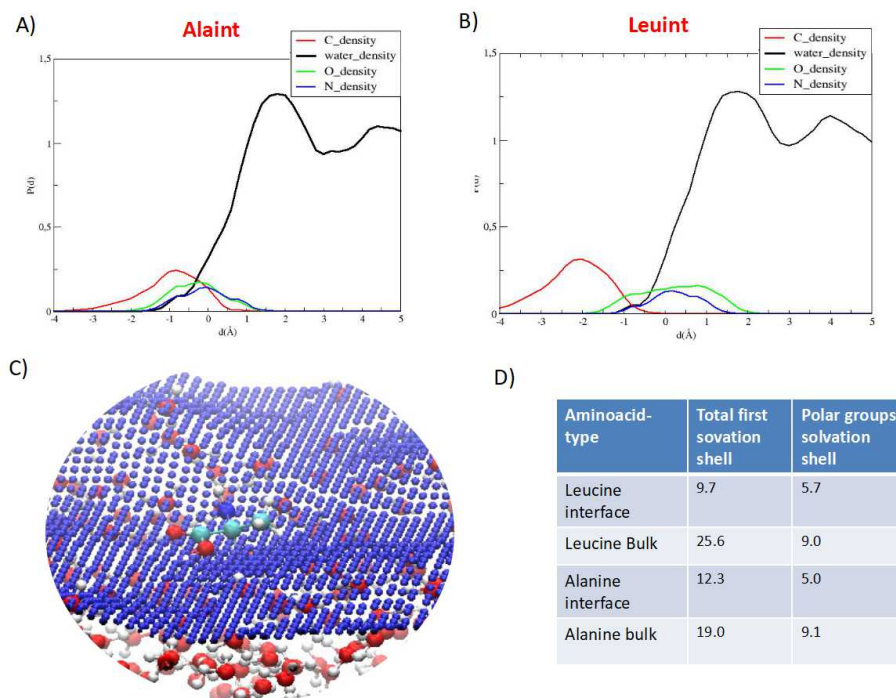 A)
Alaint
C_density
water_density
O_density
N_density
1,5
1
0,5
0
P(d)
-4 -3 -2 -1 0 1 2 3 4 5
d(Å)
B)
Leuint
C_density
water_density
O_density
N_density
1,5
1
0,5
0
-4 -3 -2 -1 0 1 2 3 4 5
d(Å)
C)
D)
Aminoacid-
type
Total first
sovation
shell
Polar groups
solvation
shell
Leucine
interface
9.7
5.7
Leucine Bulk
25.6
9.0
Alanine
interface
12.3
5.0
Alanine bulk
19.0
9.1